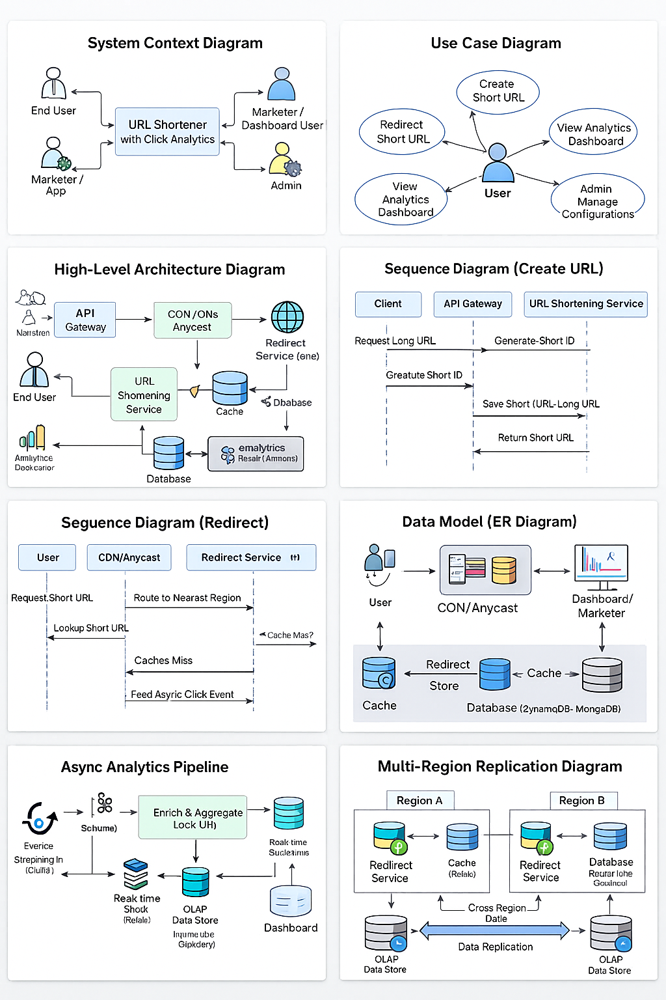 System Context Diagram
End User
URL Shortener
with Click Analytics
Marketer /
Dashboard User
Marketer /
App
Admin
Use Case Diagram
Create
Short URL
Redirect
Short URL
View Analytics
Dashboard
User
View
Analytics
Dashboard
Admin
Manage
Configurations
High-Level Architecture Diagram
API
Gateway
CON/ONs
Anycest
Redirect
Service (ene)
End User
URL
Shomening
Service
Cache
Dbabase
Database
emalytrics
Sequence Diagram (Create URL)
Client
API Gateway
URL Shortening Service
Request Long URL
Generate-Short ID
Greatute Short ID
Save Short (URL-Long URL
Return Short URL
Seguence Diagram (Redirect)
User
CDN/Anycast
Redirect Service
Request.Short URL
Route to Nearast Region
Lookup Short URL
Cache Mas?
Caches Miss
Feed Asyric Click Event
Data Model (ER Diagram)
User
CON/Anycast
Dashboard/
Marketer
Cache
Redirect
Store
Cache
Database (2ynamqDB- MongaDB)
Async Analytics Pipeline
Schume)
Enrich & Aggregate
Lock UH)
Everice
Strepining In
Reak time
Shock
(Refale)
OLAP
Data Store
Dashboard
Multi-Region Replication Diagram
Region A
Region B
Redlirect
Service
Cache
(Refalo)
Redirect
Service
Database
Cross Region
Datle
Data Replication
OLAP
Data Store
OLAP
Data Store